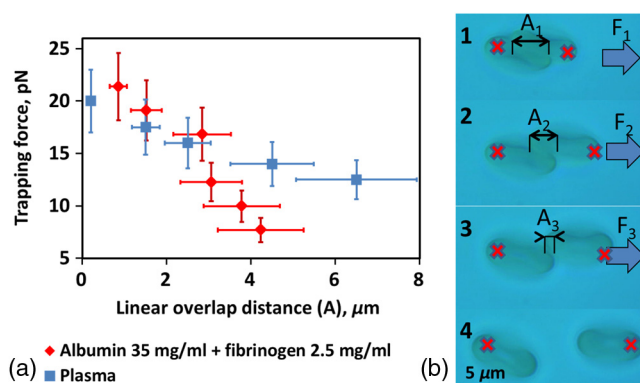 Trapping force, pN
25
20
15
10
5
0
2
4
6
8
Linear overlap distance (A), μm
Albumin 35 mg/ml + fibrinogen 2.5 mg/ml
Plasma
(a)
1
A1
F1
2
A2
F2
3
A3
F3
4
5 μm
(b)